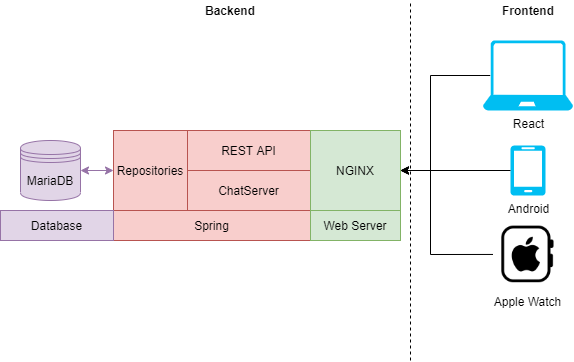 Backend
Frontend
React
REST API
MariaDB
Repositories
ChatServer
NGINX
Android
Database
Spring
Web Server
Apple Watch